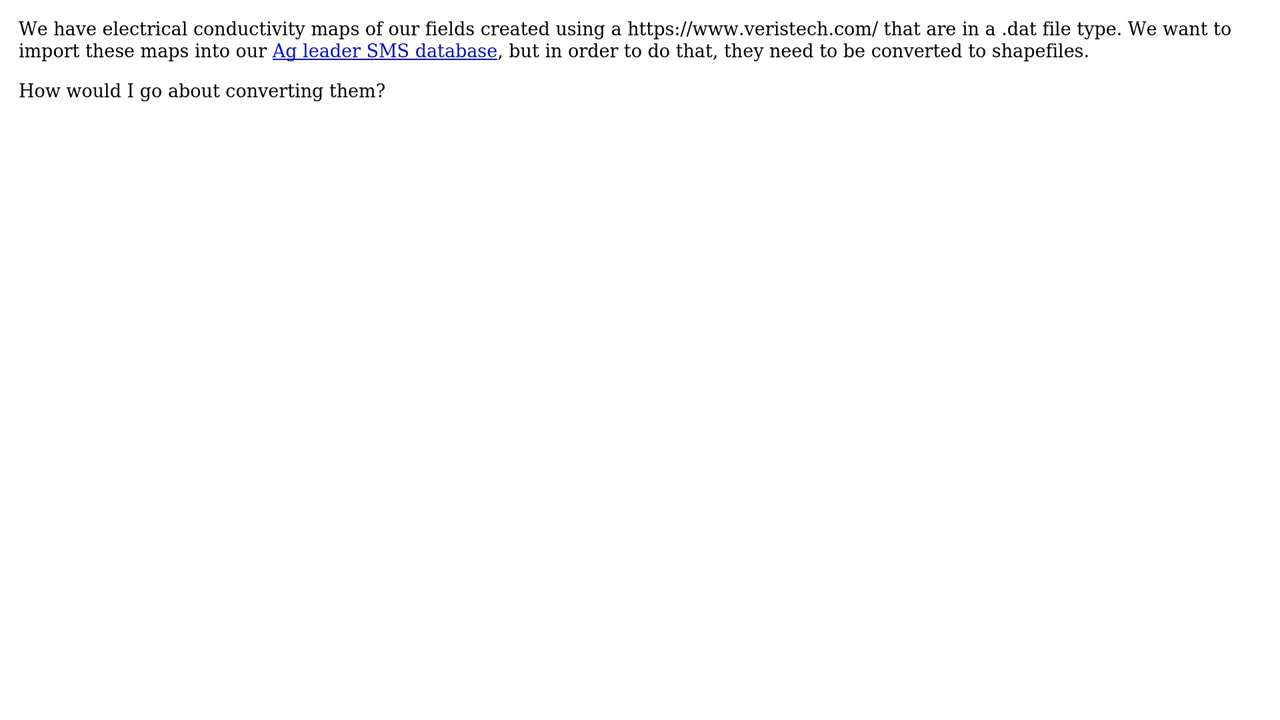 We have electrical conductivity maps of our fields created using a https://www.veristech.com/ that are in a .dat file type. We want to
import these maps into our Ag leader SMS database, but in order to do that, they need to be converted to shapefiles.
How would I go about converting them?